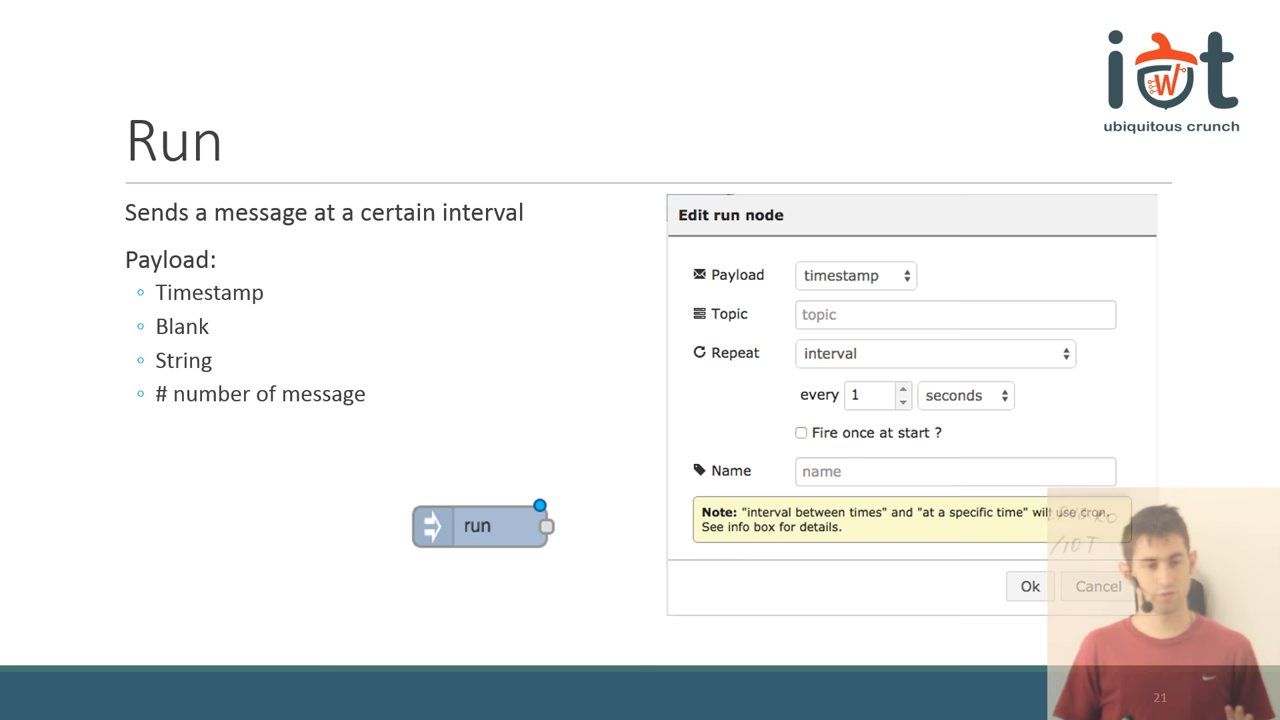 iot
W
ubiquitous crunch
Run
Sends a message at a certain interval
Payload:
Timestamp
Blank
String
# number of message
run
Edit run node
Payload timestamp
Topic topic
Repeat interval
every 1 seconds
Fire once at start ?
Name name
Note: "interval between times" and "at a specific time" will use cron.
See info box for details.
/IOT
Ok Cancel
21